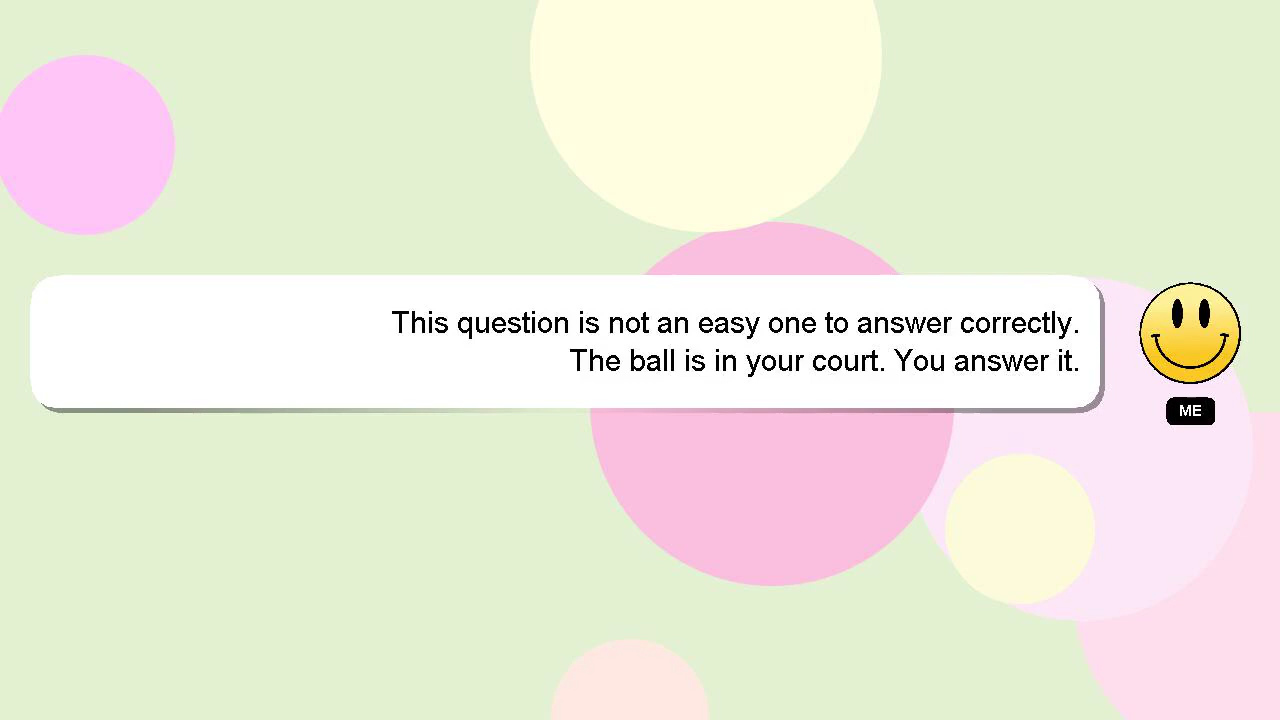 This question is not an easy one to answer correctly.
The ball is in your court. You answer it.
ME